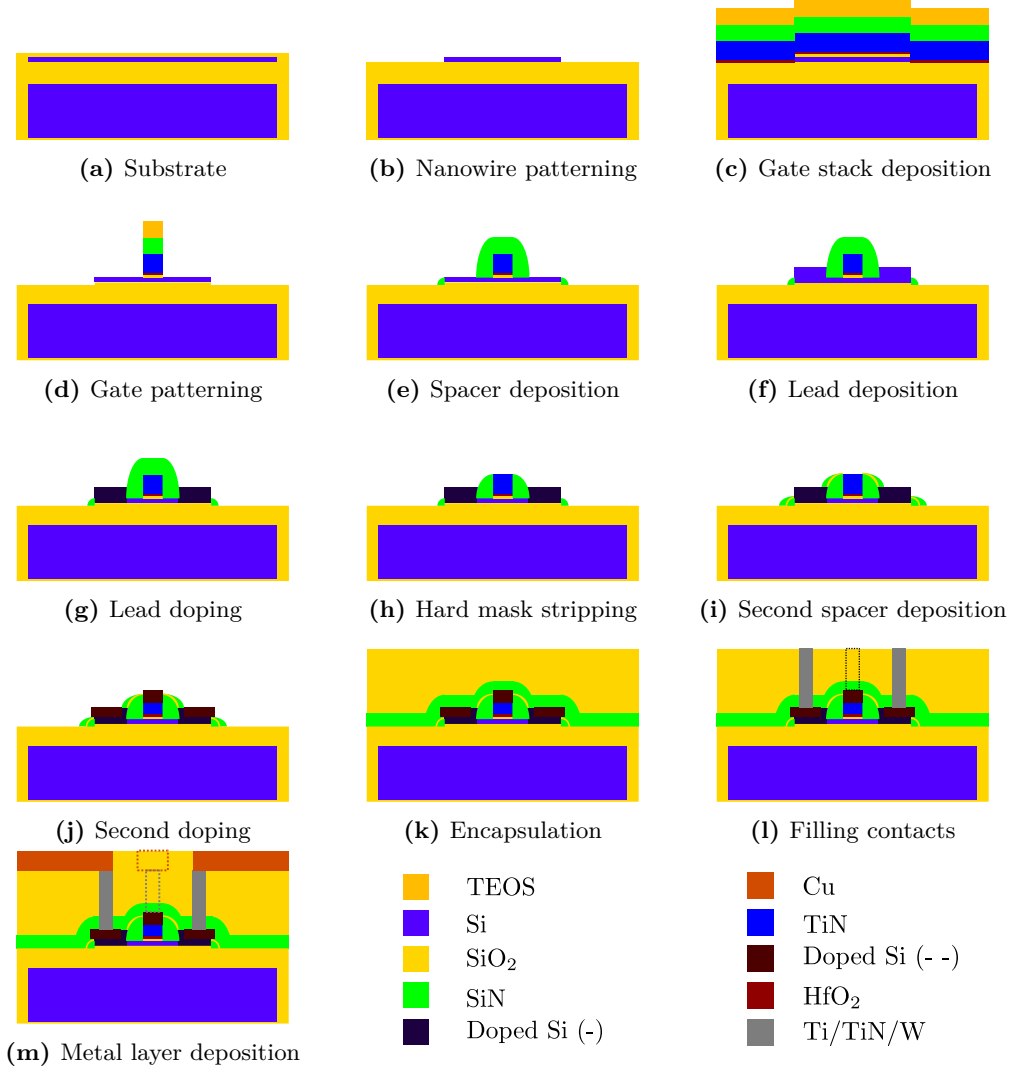 (a) Substrate
(b) Nanowire patterning
(c) Gate stack deposition
(d) Gate patterning
(e) Spacer deposition
(f) Lead deposition
(g) Lead doping
(h) Hard mask stripping
(i) Second spacer deposition
(j) Second doping
(k) Encapsulation
(l) Filling contacts
(m) Metal layer deposition
TEOS
Si
SiO₂
SiN
Doped Si (-)
Cu
TiN
Doped Si (- -)
HfO₂
Ti/TiN/W